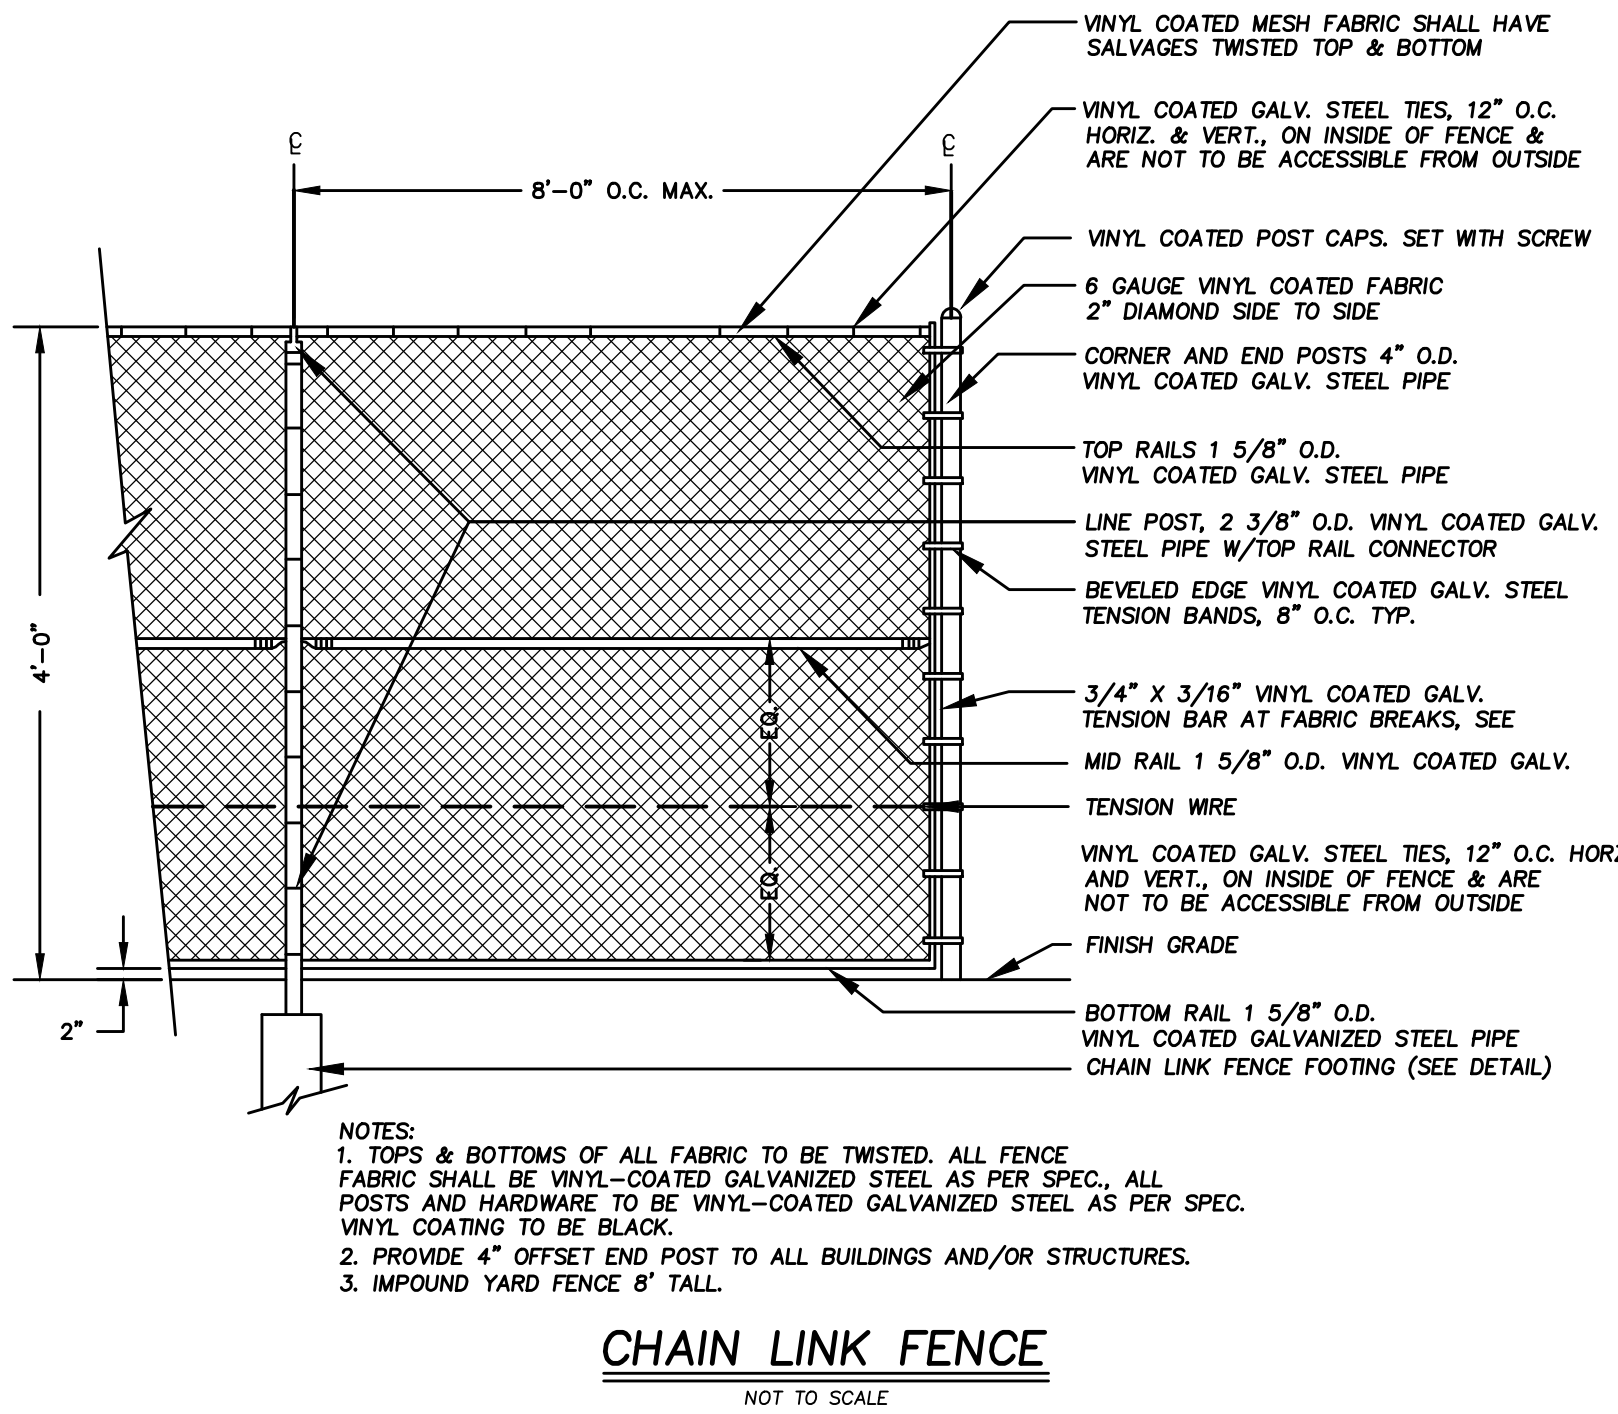 VINYL COATED MESH FABRIC SHALL HAVE
SALVAGES TWISTED TOP & BOTTOM
VINYL COATED GALV. STEEL TIES, 12" O.C.
HORIZ. & VERT., ON INSIDE OF FENCE &
ARE NOT TO BE ACCESSIBLE FROM OUTSIDE
℄
℄
8'-0" O.C. MAX.
VINYL COATED POST CAPS. SET WITH SCREW
6 GAUGE VINYL COATED FABRIC
2" DIAMOND SIDE TO SIDE
CORNER AND END POSTS 4" O.D.
VINYL COATED GALV. STEEL PIPE
TOP RAILS 1 5/8" O.D.
VINYL COATED GALV. STEEL PIPE
LINE POST, 2 3/8" O.D. VINYL COATED GALV.
STEEL PIPE W/TOP RAIL CONNECTOR
BEVELED EDGE VINYL COATED GALV. STEEL
TENSION BANDS, 8" O.C. TYP.
4'-0"
3/4" X 3/16" VINYL COATED GALV.
TENSION BAR AT FABRIC BREAKS, SEE
EQ.
MID RAIL 1 5/8" O.D. VINYL COATED GALV.
TENSION WIRE
VINYL COATED GALV. STEEL TIES, 12" O.C. HORZ
AND VERT., ON INSIDE OF FENCE & ARE
NOT TO BE ACCESSIBLE FROM OUTSIDE
EQ.
FINISH GRADE
BOTTOM RAIL 1 5/8" O.D.
VINYL COATED GALVANIZED STEEL PIPE
2"
CHAIN LINK FENCE FOOTING (SEE DETAIL)
NOTES:
1. TOPS & BOTTOMS OF ALL FABRIC TO BE TWISTED. ALL FENCE
FABRIC SHALL BE VINYL-COATED GALVANIZED STEEL AS PER SPEC., ALL
POSTS AND HARDWARE TO BE VINYL-COATED GALVANIZED STEEL AS PER SPEC.
VINYL COATING TO BE BLACK.
2. PROVIDE 4" OFFSET END POST TO ALL BUILDINGS AND/OR STRUCTURES.
3. IMPOUND YARD FENCE 8' TALL.
CHAIN LINK FENCE
NOT TO SCALE